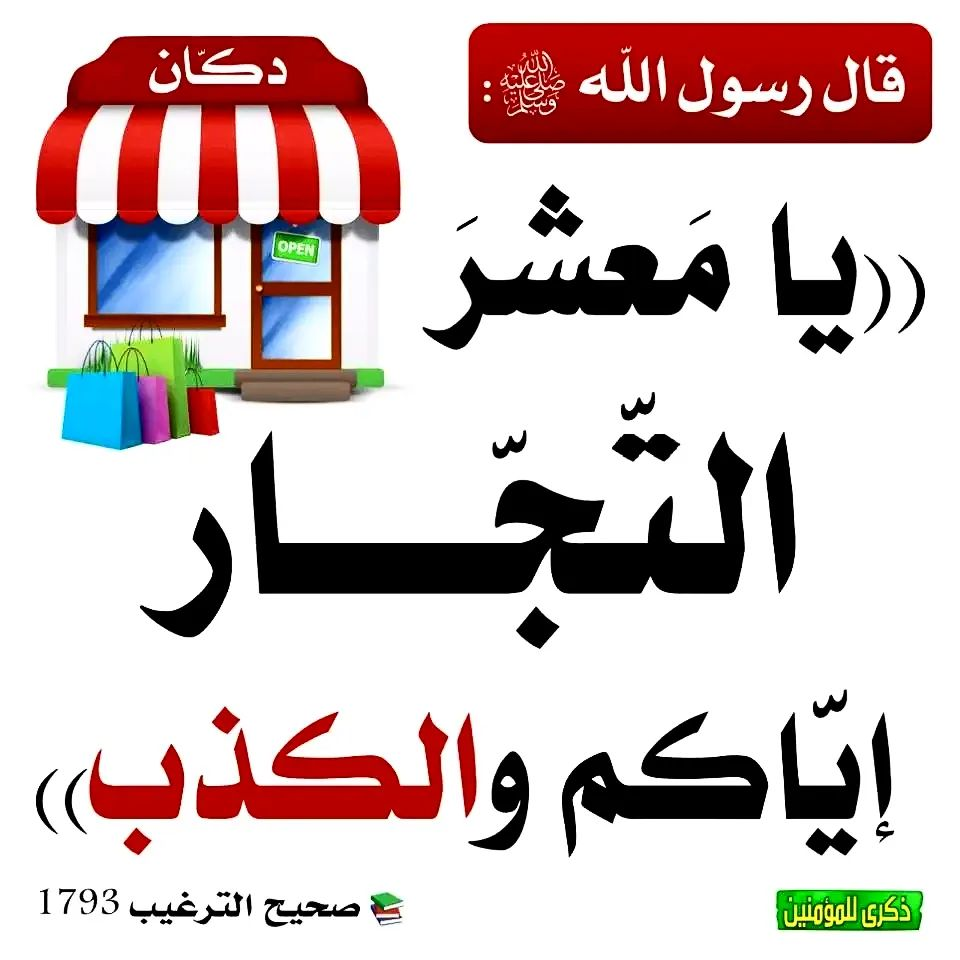 قال رسول الله ﷺ :
دكّان
OPEN
((يا مَعشرَ
التّجّار
إيّاكم والكذب))
صحيح الترغيب 1793
ذكرى للمؤمنين